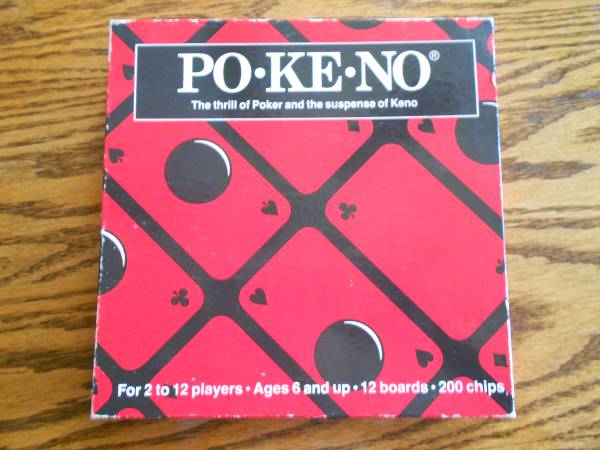 PO·KE·NO®
The thrill of Poker and the suspense of Keno
For 2 to 12 players · Ages 6 and up · 12 boards · 200 chips